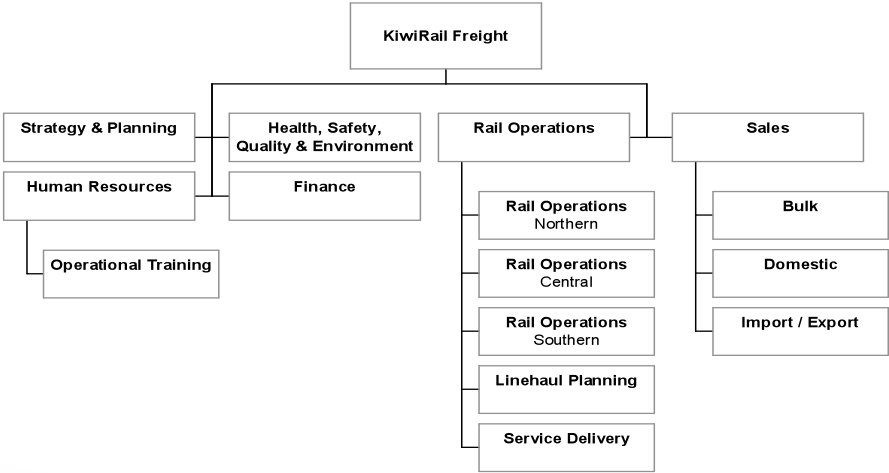 KiwiRail Freight
Strategy & Planning
Health, Safety,
Quality & Environment
Human Resources
Finance
Operational Training
Rail Operations
Rail Operations
Northern
Rail Operations
Central
Rail Operations
Southern
Linehaul Planning
Service Delivery
Sales
Bulk
Domestic
Import / Export